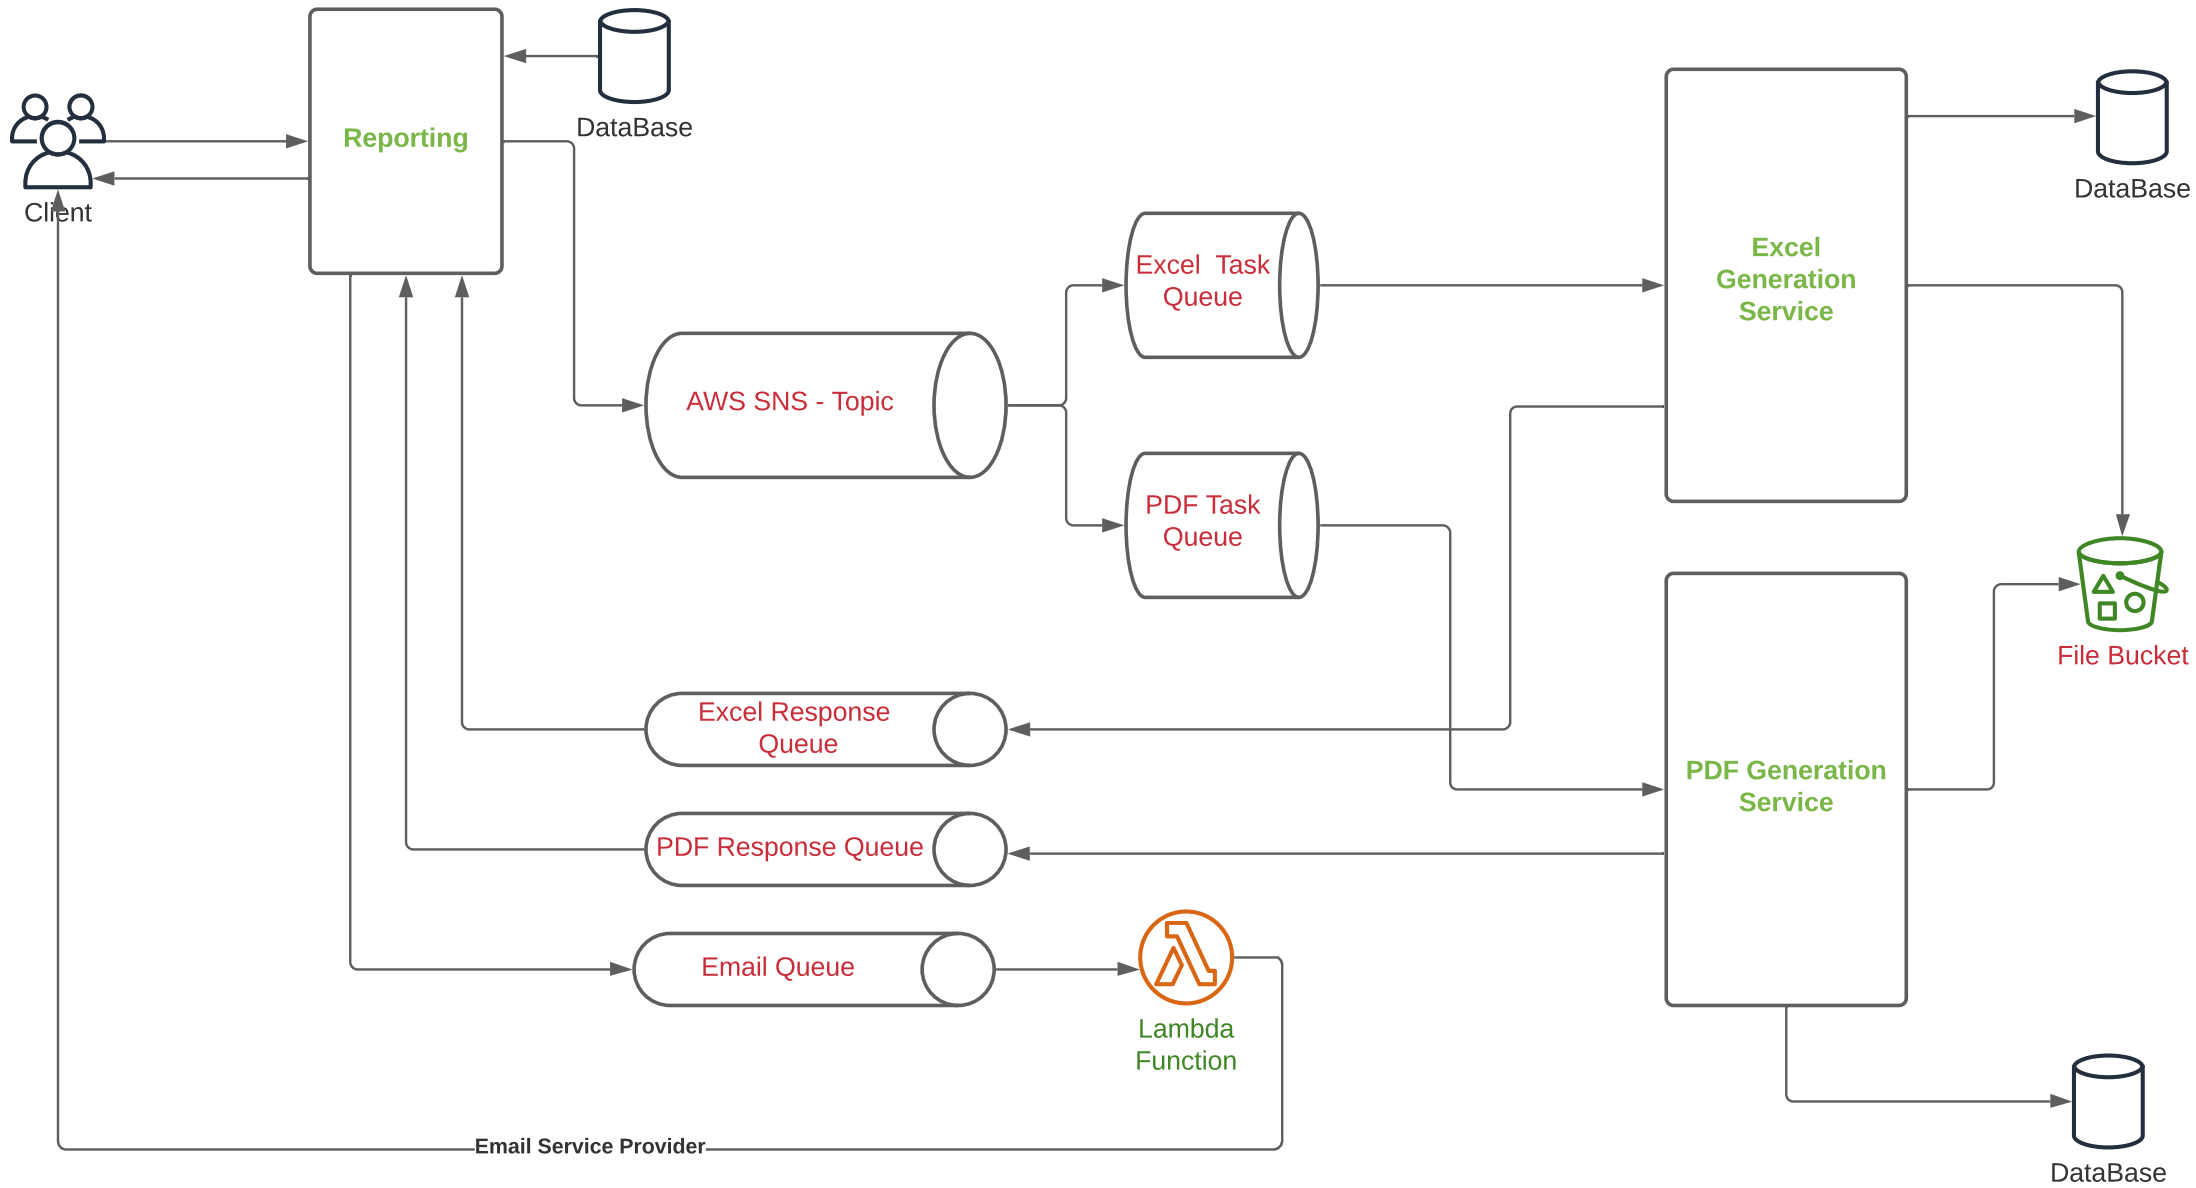 Client
Reporting
DataBase
AWS SNS - Topic
Excel Task
Queue
PDF Task
Queue
Excel
Generation
Service
DataBase
File Bucket
PDF Generation
Service
Excel Response
Queue
PDF Response Queue
Email Queue
Lambda
Function
Email Service Provider
DataBase